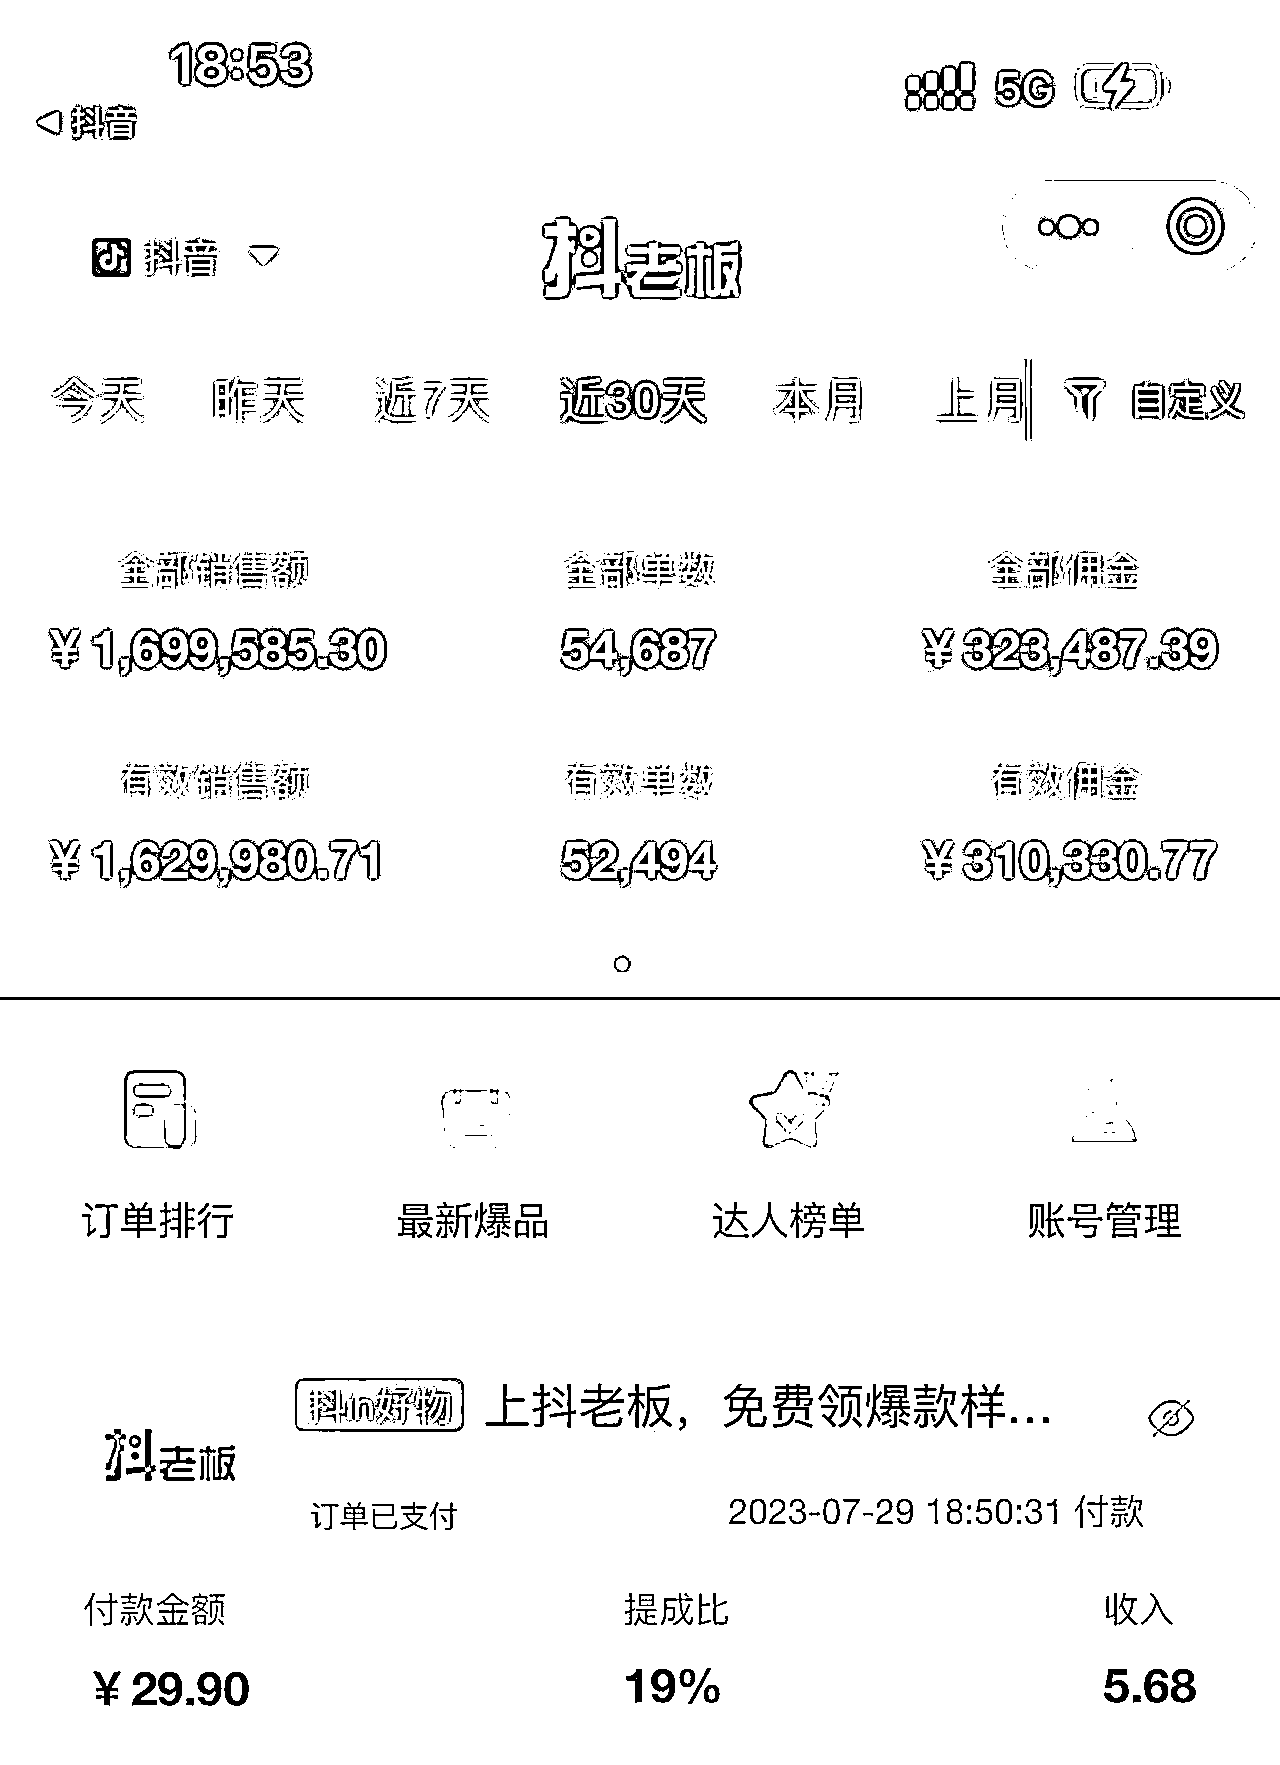 18:53
5G
抖音
抖音
抖老板
今天 昨天 近7天 近30天 本月 上月 自定义
全部销售额 全部单数 全部佣金
¥1,699,585.30 54,687 ¥323,487.39
有效销售额 有效单数 有效佣金
¥1,629,980.71 52,494 ¥310,330.77
订单排行 最新爆品 达人榜单 账号管理
抖in好物 上抖老板，免费领爆款样...
抖老板
订单已支付 2023-07-29 18:50:31 付款
付款金额 提成比 收入
¥29.90 19% 5.68